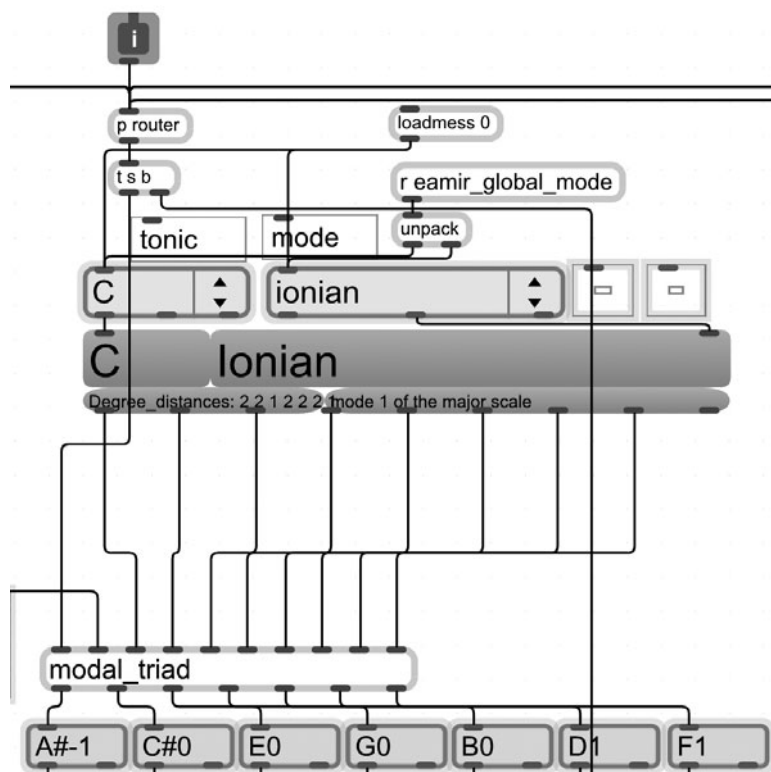 i
p router
loadmess 0
t s b
r eamir_global_mode
tonic
mode
unpack
C
ionian
C
Ionian
Degree_distances: 2 2 1 2 2 2 1
mode 1 of the major scale
modal_triad
A#-1
C#0
E0
G0
B0
D1
F1